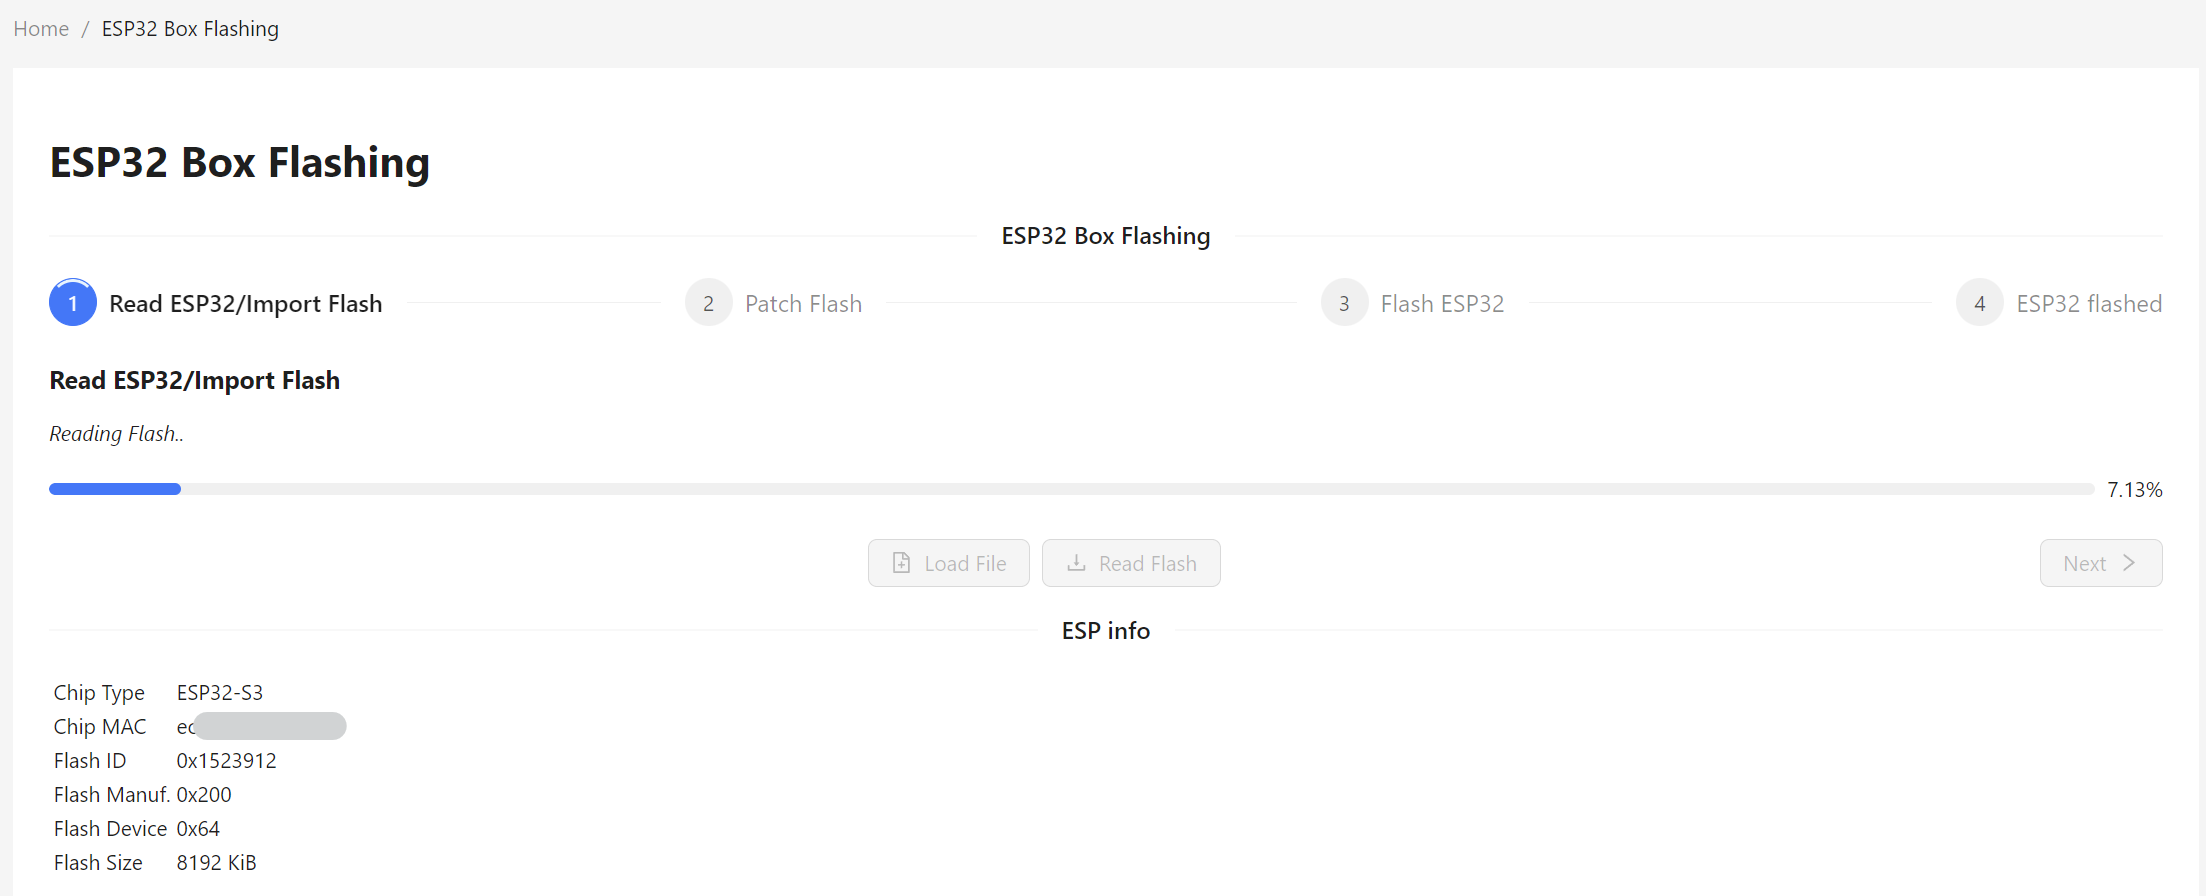 Home / ESP32 Box Flashing
ESP32 Box Flashing
ESP32 Box Flashing
1 Read ESP32/Import Flash 2 Patch Flash 3 Flash ESP32 4 ESP32 flashed
Read ESP32/Import Flash
Reading Flash..
7.13%
Load File Read Flash Next
ESP info
Chip Type ESP32-S3
Chip MAC
Flash ID 0x1523912
Flash Manuf. 0x200
Flash Device 0x64
Flash Size 8192 KiB